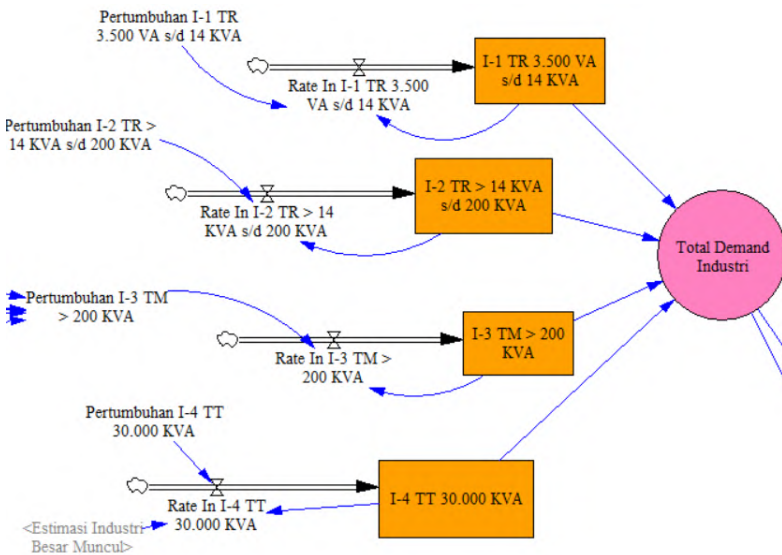 Pertumbuhan I-1 TR
3.500 VA s/d 14 KVA
I-1 TR 3.500 VA
s/d 14 KVA
Rate In I-1 TR 3.500
VA s/d 14 KVA
Pertumbuhan I-2 TR >
14 KVA s/d 200 KVA
I-2 TR > 14 KVA
s/d 200 KVA
Rate In I-2 TR > 14
KVA s/d 200 KVA
Total Demand
Industri
Pertumbuhan I-3 TM
> 200 KVA
I-3 TM > 200
KVA
Rate In I-3 TM >
200 KVA
Pertumbuhan I-4 TT
30.000 KVA
I-4 TT 30.000 KVA
Rate In I-4 TT
30.000 KVA
<Estimasi Industri
Besar Muncul>